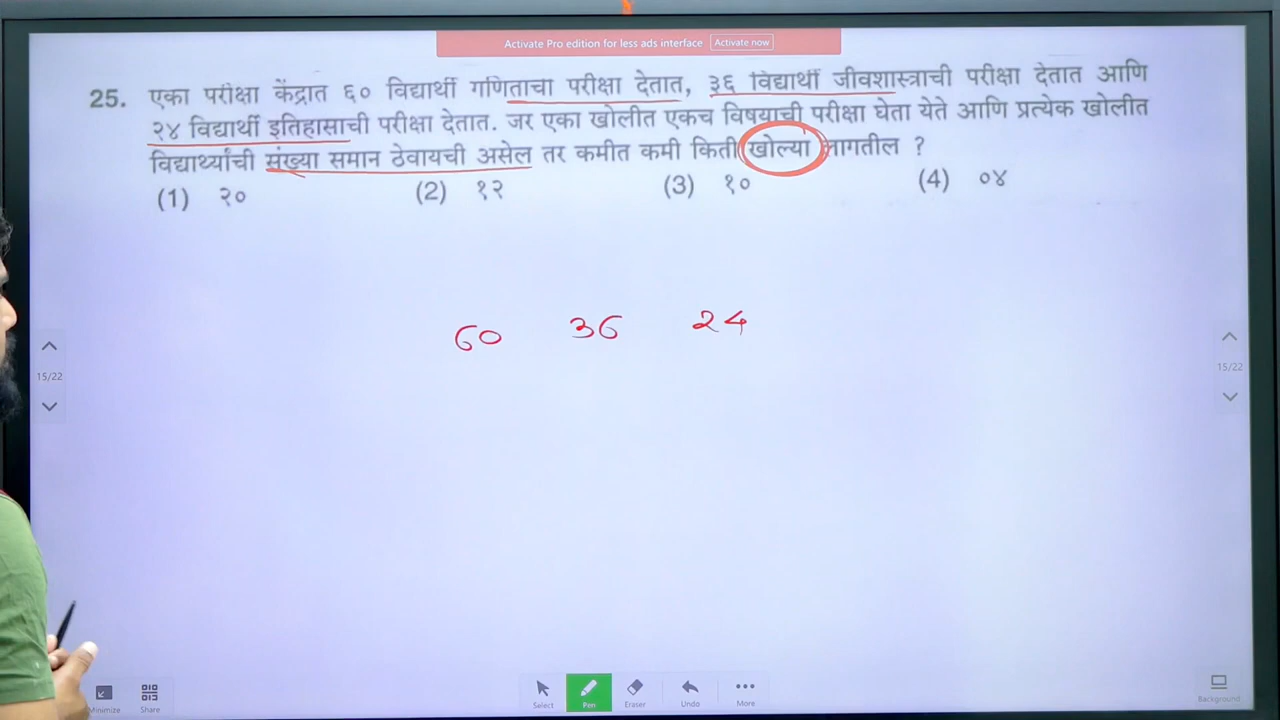 Activate Pro edition for less ads interface Activate now
25. एका परीक्षा केंद्रात ६० विद्यार्थी गणिताचा परीक्षा देतात, ३६ विद्यार्थी जीवशास्त्राची परीक्षा देतात आणि
२४ विद्यार्थी इतिहासाची परीक्षा देतात. जर एका खोलीत एकच विषयाची परीक्षा घेता येते आणि प्रत्येक खोलीत
विद्यार्थ्यांची संख्या समान ठेवायची असेल तर कमीत कमी किती खोल्या लागतील ?
(1) २० (2) १२ (3) १० (4) ०४
60 36 24
15/22 15/22
Minimize Share Select Pen Eraser Undo More Background